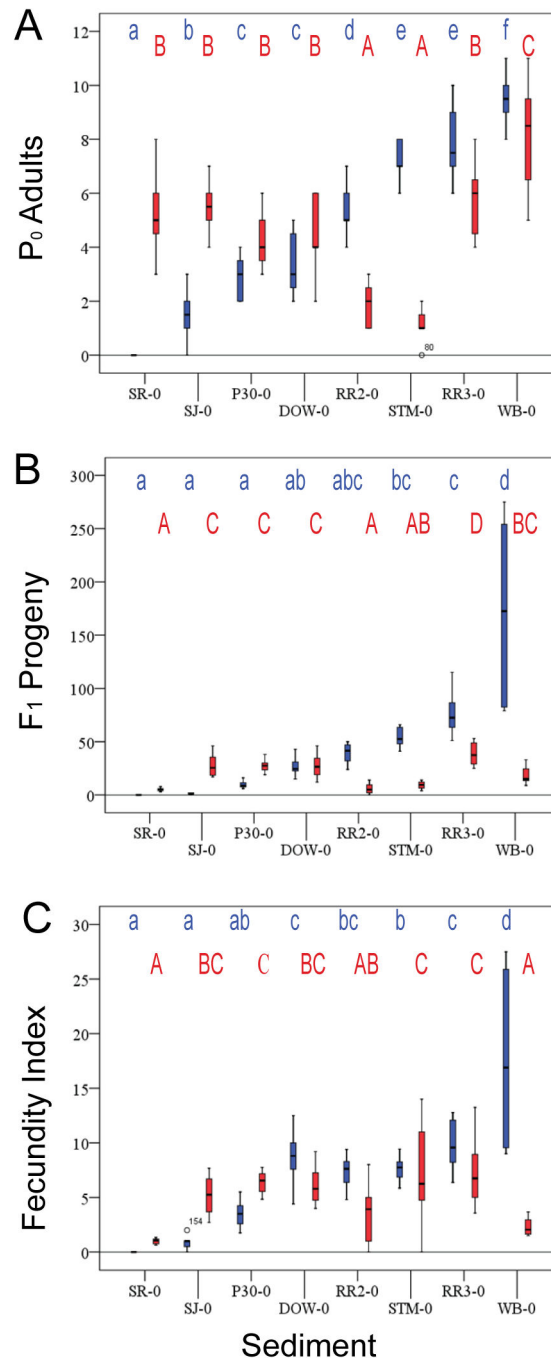 A
a b c c d e e f
B B B B A A B C
12
10
8
6
4
2
0
P0 Adults
80
SR-0 P30-0 RR2-0 RR3-0
SJ-0 DOW-0 STM-0 WB-0
B
a a a ab abc bc c d
A C C C A AB D BC
300
250
200
150
100
50
0
F1 Progeny
SR-0 P30-0 RR2-0 RR3-0
SJ-0 DOW-0 STM-0 WB-0
C
a a ab c bc b c d
A BC C BC AB C C A
30
25
20
15
10
5
0
Fecundity Index
154
SR-0 P30-0 RR2-0 RR3-0
SJ-0 DOW-0 STM-0 WB-0
Sediment